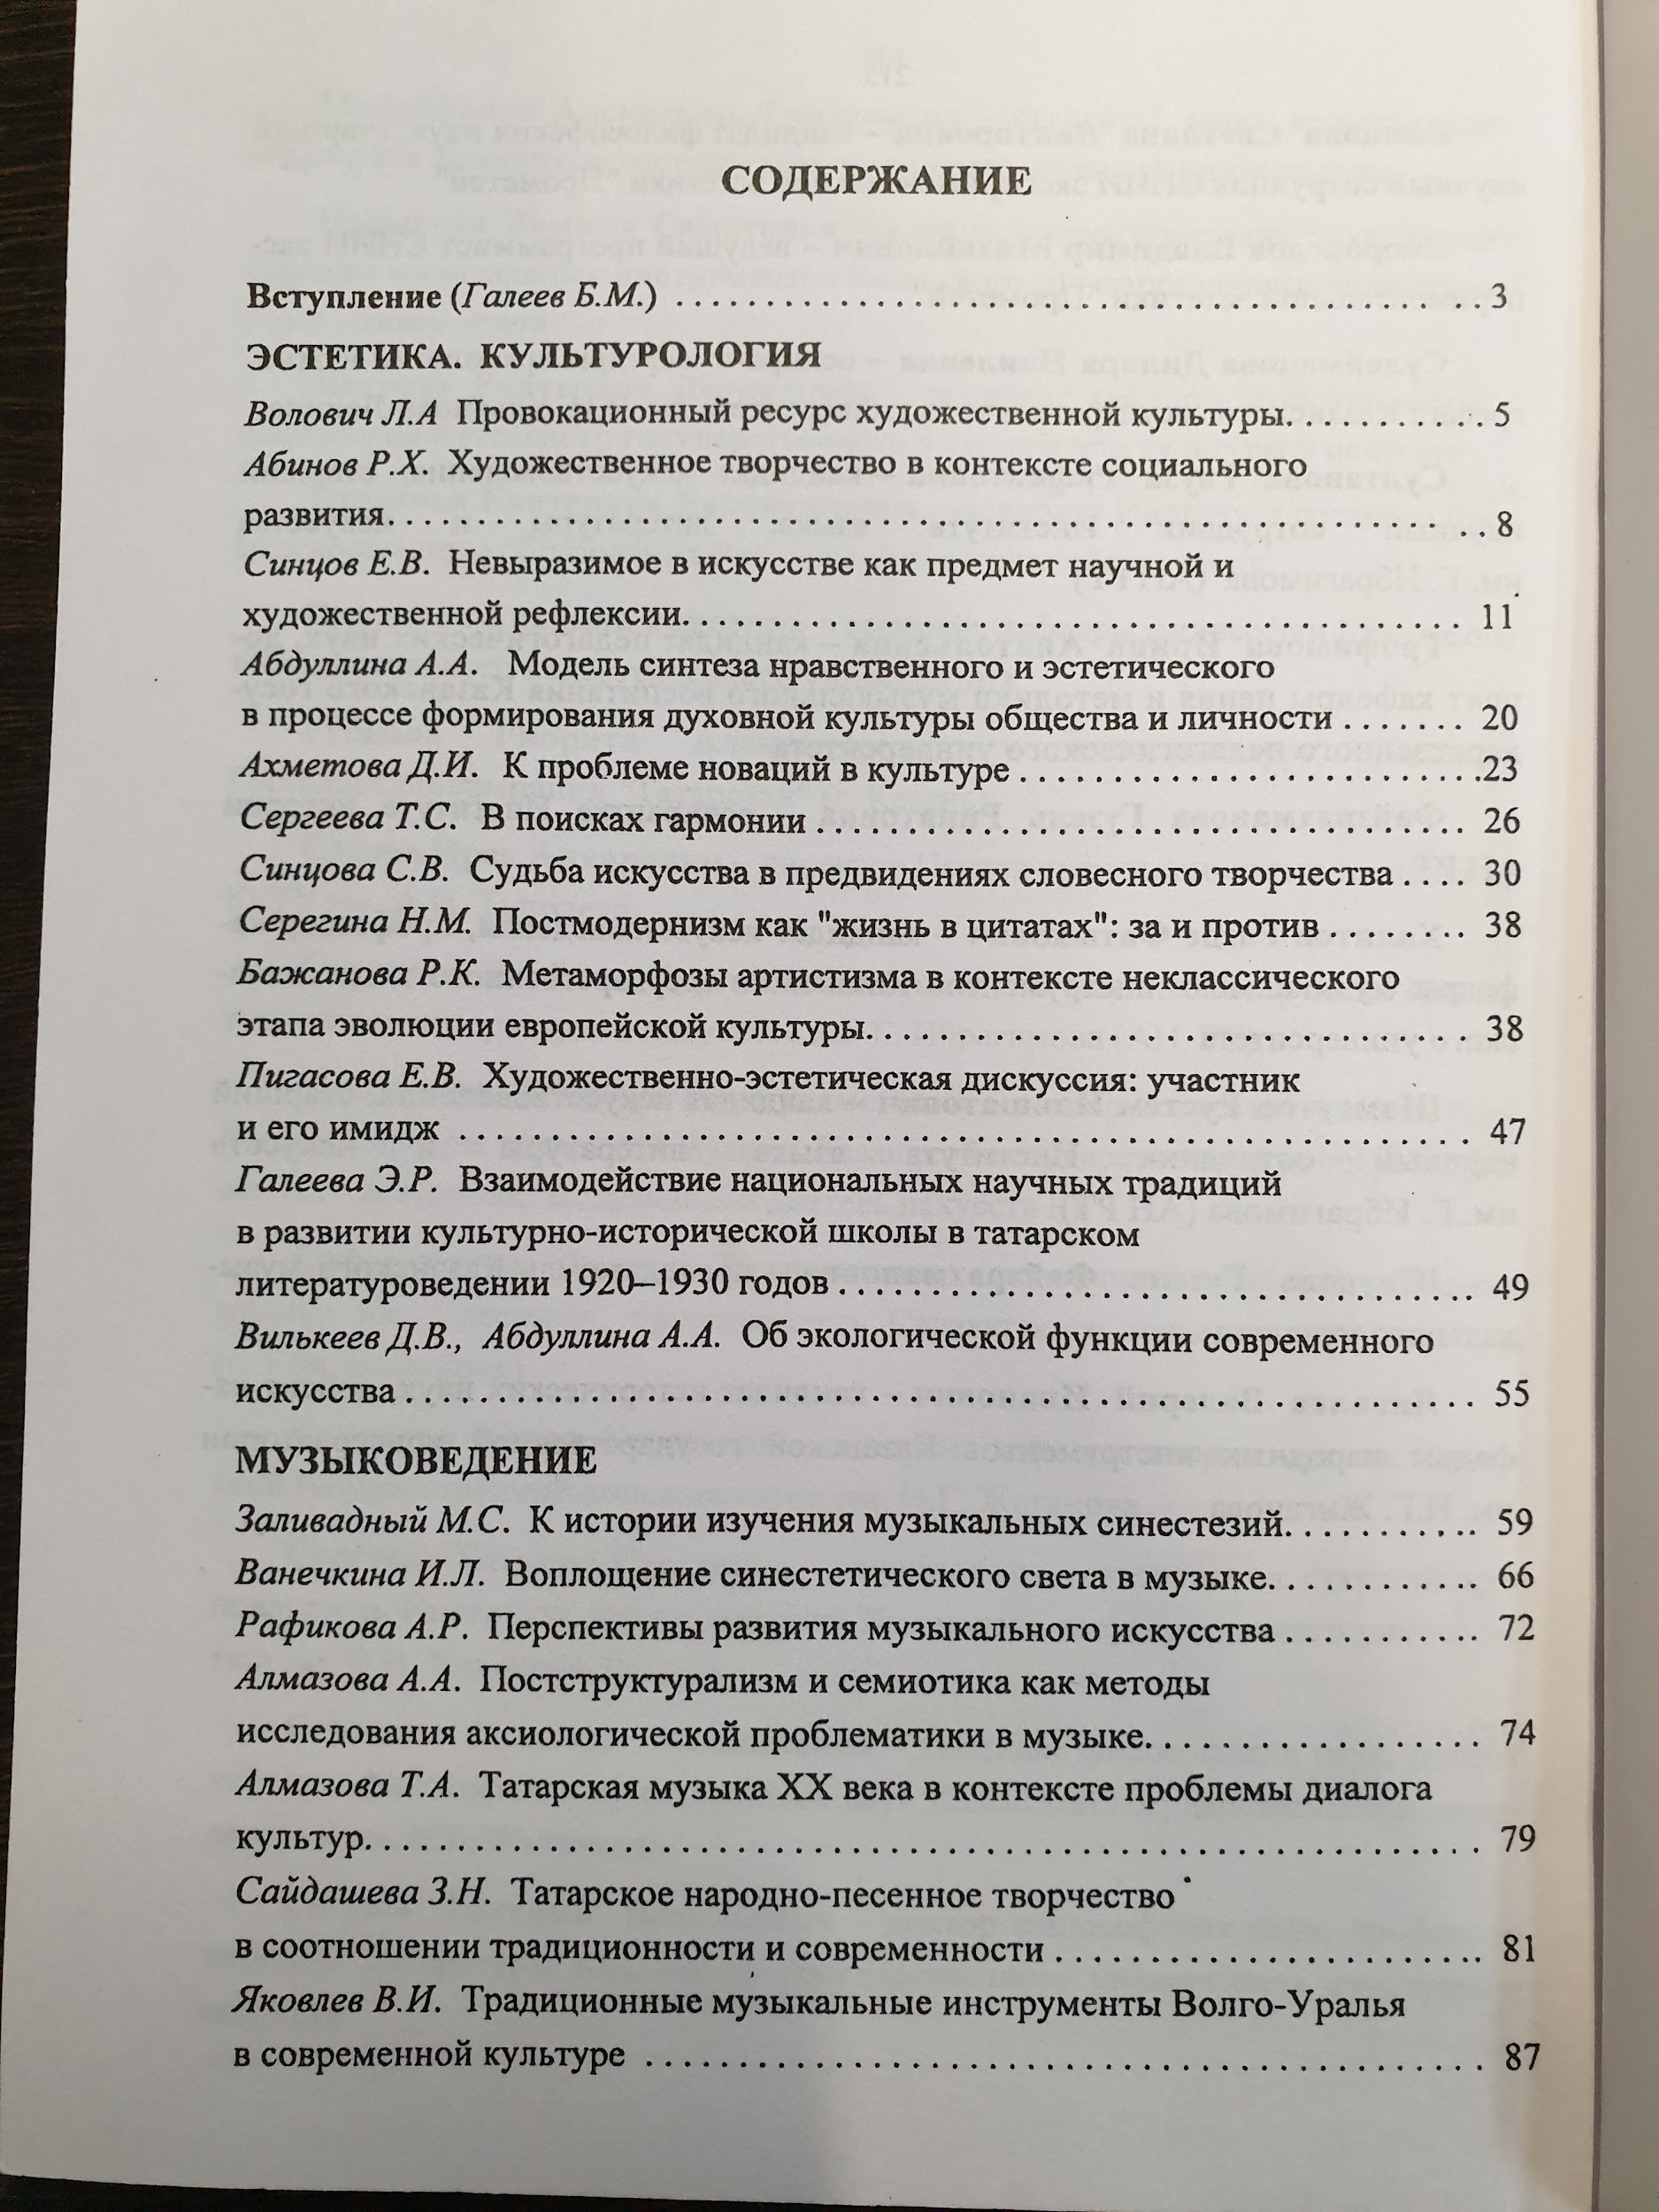 СОДЕРЖАНИЕ
Вступление (Галеев Б.М.) ........................................ 3
ЭСТЕТИКА. КУЛЬТУРОЛОГИЯ
Волович Л.А Провокационный ресурс художественной культуры. .......... 5
Абинов Р.Х. Художественное творчество в контексте социального
развития. ........................................ 8
Синцов Е.В. Невыразимое в искусстве как предмет научной и
художественной рефлексии. .............................. 11
Абдуллина А.А. Модель синтеза нравственного и эстетического
в процессе формирования духовной культуры общества и личности ....... 20
Ахметова Д.И. К проблеме новаций в культуре ......................23
Сергеева Т.С. В поисках гармонии .............................. 26
Синцова С.В. Судьба искусства в предвидениях словесного творчества .... 30
Серегина Н.М. Постмодернизм как "жизнь в цитатах": за и против ........ 38
Бажанова Р.К. Метаморфозы артистизма в контексте неклассического
этапа эволюции европейской культуры. ............................ 38
Пигасова Е.В. Художественно-эстетическая дискуссия: участник
и его имидж ........................................ 47
Галеева Э.Р. Взаимодействие национальных научных традиций
в развитии культурно-исторической школы в татарском
литературоведении 1920–1930 годов .............................. 49
Вилькеев Д.В., Абдуллина А.А. Об экологической функции современного
искусства ........................................ 55
МУЗЫКОВЕДЕНИЕ
Заливадный М.С. К истории изучения музыкальных синестезий. ......... 59
Ванечкина И.Л. Воплощение синестетического света в музыке. .......... 66
Рафикова А.Р. Перспективы развития музыкального искусства .......... 72
Алмазова А.А. Постструктурализм и семиотика как методы
исследования аксиологической проблематики в музыке. ............... 74
Алмазова Т.А. Татарская музыка XX века в контексте проблемы диалога
культур. ........................................ 79
Сайдашева З.Н. Татарское народно-песенное творчество
в соотношении традиционности и современности .................... 81
Яковлев В.И. Традиционные музыкальные инструменты Волго-Уралья
в современной культуре ........................................ 87